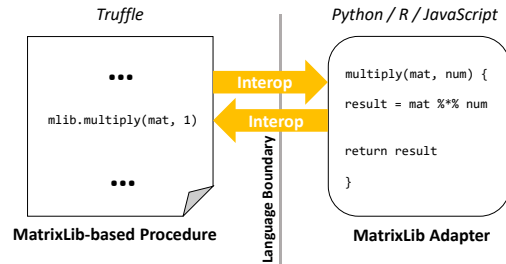 Truffle
Python / R / JavaScript
...
mlib.multiply(mat, 1)
...
MatrixLib-based Procedure
Interop
Interop
Language Boundary
multiply(mat, num) {
result = mat %*% num
return result
}
MatrixLib Adapter